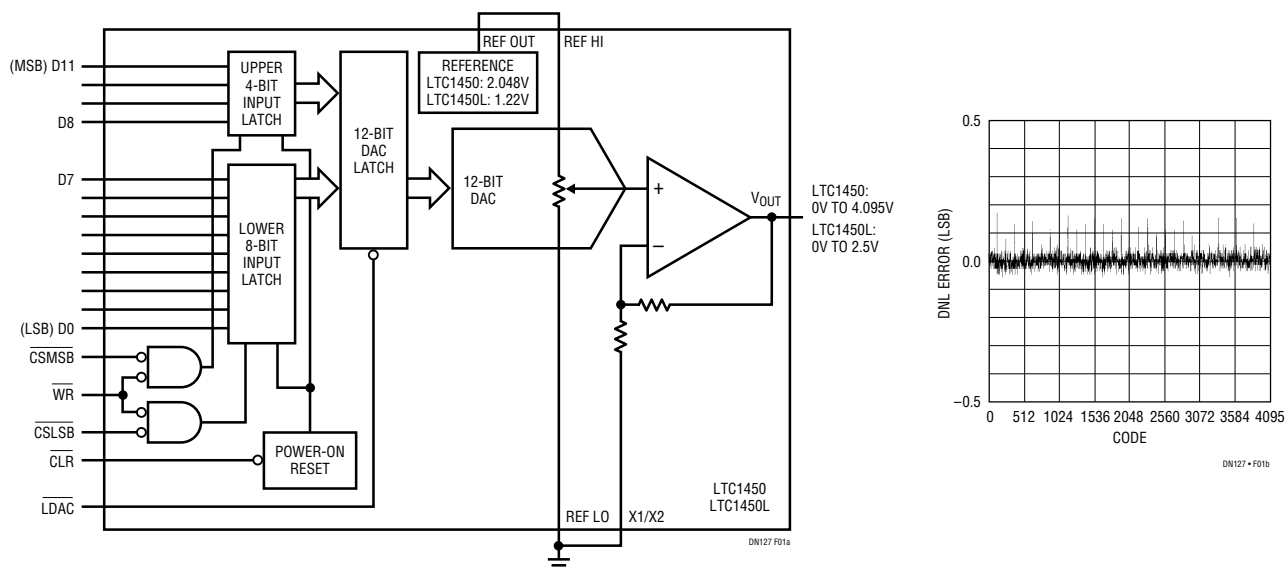 REF OUT
REF HI
(MSB) D11
D8
D7
(LSB) D0
CSMSB
WR
CSLSB
CLR
LDAC
UPPER
4-BIT
INPUT
LATCH
LOWER
8-BIT
INPUT
LATCH
POWER-ON
RESET
12-BIT
DAC
LATCH
REFERENCE
LTC1450: 2.048V
LTC1450L: 1.22V
12-BIT
DAC
+
–
VOUT
LTC1450:
0V TO 4.095V
LTC1450L:
0V TO 2.5V
LTC1450
LTC1450L
REF LO
X1/X2
DN127 F01a
DNL ERROR (LSB)
0.5
0.0
–0.5
0 512 1024 1536 2048 2560 3072 3584 4095
CODE
DN127 • F01b